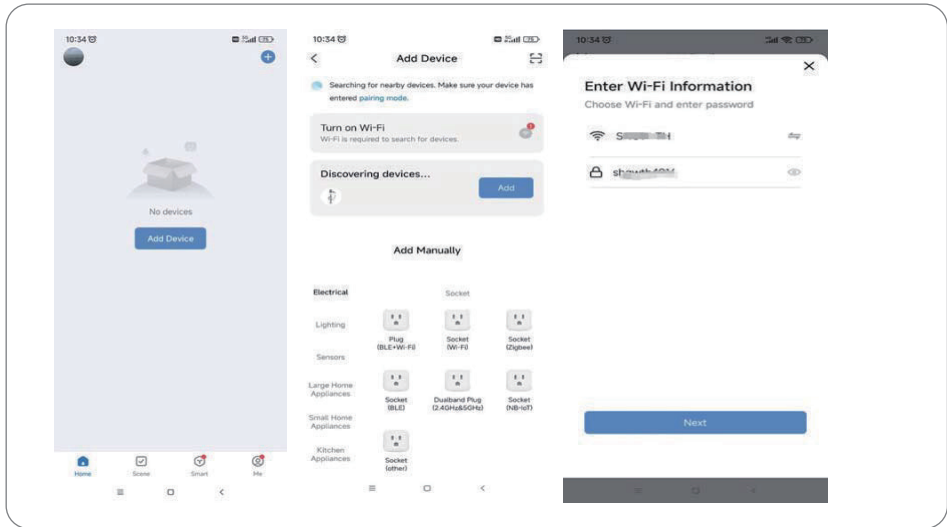 10:34
No devices
Add Device
Home
Scene
Smart
Me
10:34
Add Device
Searching for nearby devices. Make sure your device has
entered pairing mode.
Turn on Wi-Fi
Wi-Fi is required to search for devices.
Discovering devices...
Add
Add Manually
Electrical
Socket
Lighting
Sensors
Large Home
Appliances
Small Home
Appliances
Kitchen
Appliances
Plug
(BLE+Wi-Fi)
Socket
(Wi-Fi)
Socket
(Zigbee)
Socket
(BLE)
Dualband Plug
(2.4GHz&5GHz)
Socket
(NB-IoT)
Socket
(other)
10:34
Enter Wi-Fi Information
Choose Wi-Fi and enter password
Next